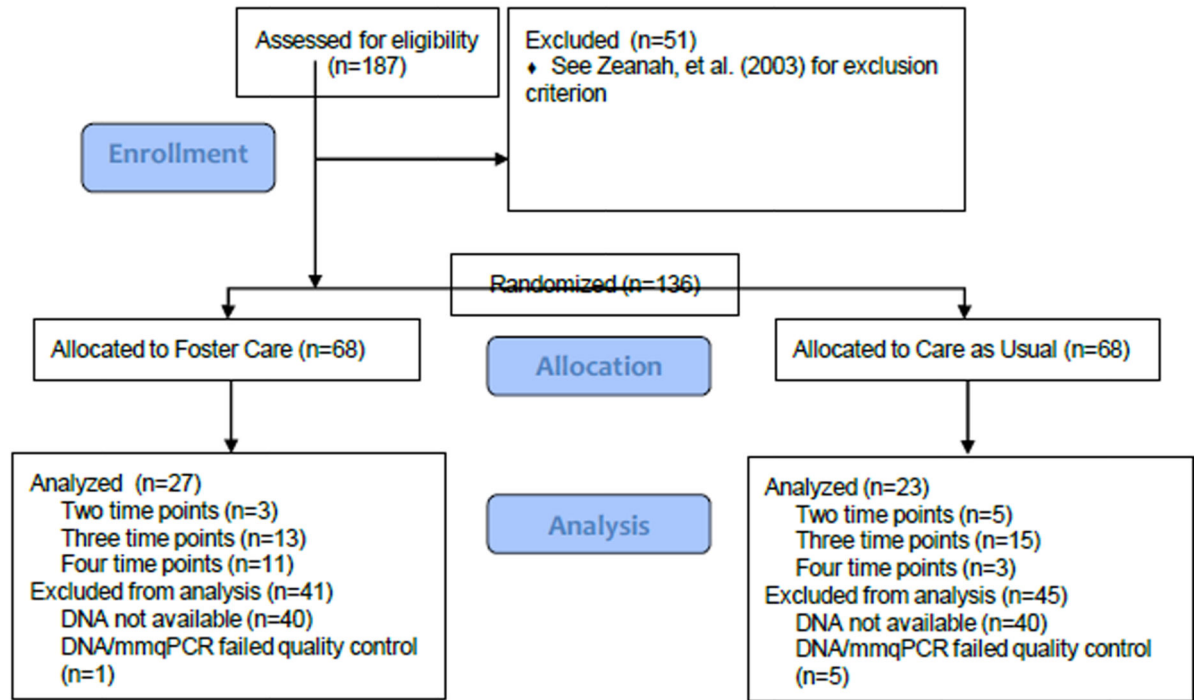 Assessed for eligibility
(n=187)
Excluded (n=51)
♦ See Zeanah, et al. (2003) for exclusion
criterion
Enrollment
Randomized (n=136)
Allocated to Foster Care (n=68)
Allocation
Allocated to Care as Usual (n=68)
Analyzed (n=27)
Two time points (n=3)
Three time points (n=13)
Four time points (n=11)
Excluded from analysis (n=41)
DNA not available (n=40)
DNA/mmqPCR failed quality control
(n=1)
Analysis
Analyzed (n=23)
Two time points (n=5)
Three time points (n=15)
Four time points (n=3)
Excluded from analysis (n=45)
DNA not available (n=40)
DNA/mmqPCR failed quality control
(n=5)